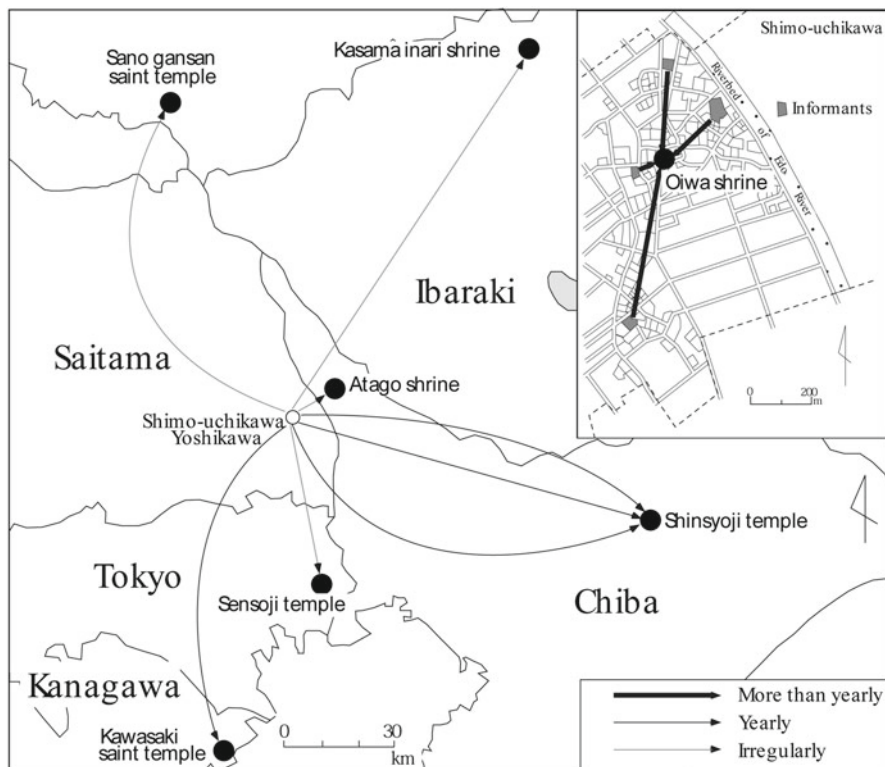 Sano gansan
saint temple
Kasama inari shrine
Shimo-uchikawa
Informants
Riverbed
of
Edo
River
Oiwa shrine
0 200
m
Ibaraki
Saitama
Atago shrine
Shimo-uchikawa
Yoshikawa
Shinsyoji temple
Tokyo
Sensoji temple
Chiba
Kanagawa
Kawasaki
saint temple
0 30
km
More than yearly
Yearly
Irregularly